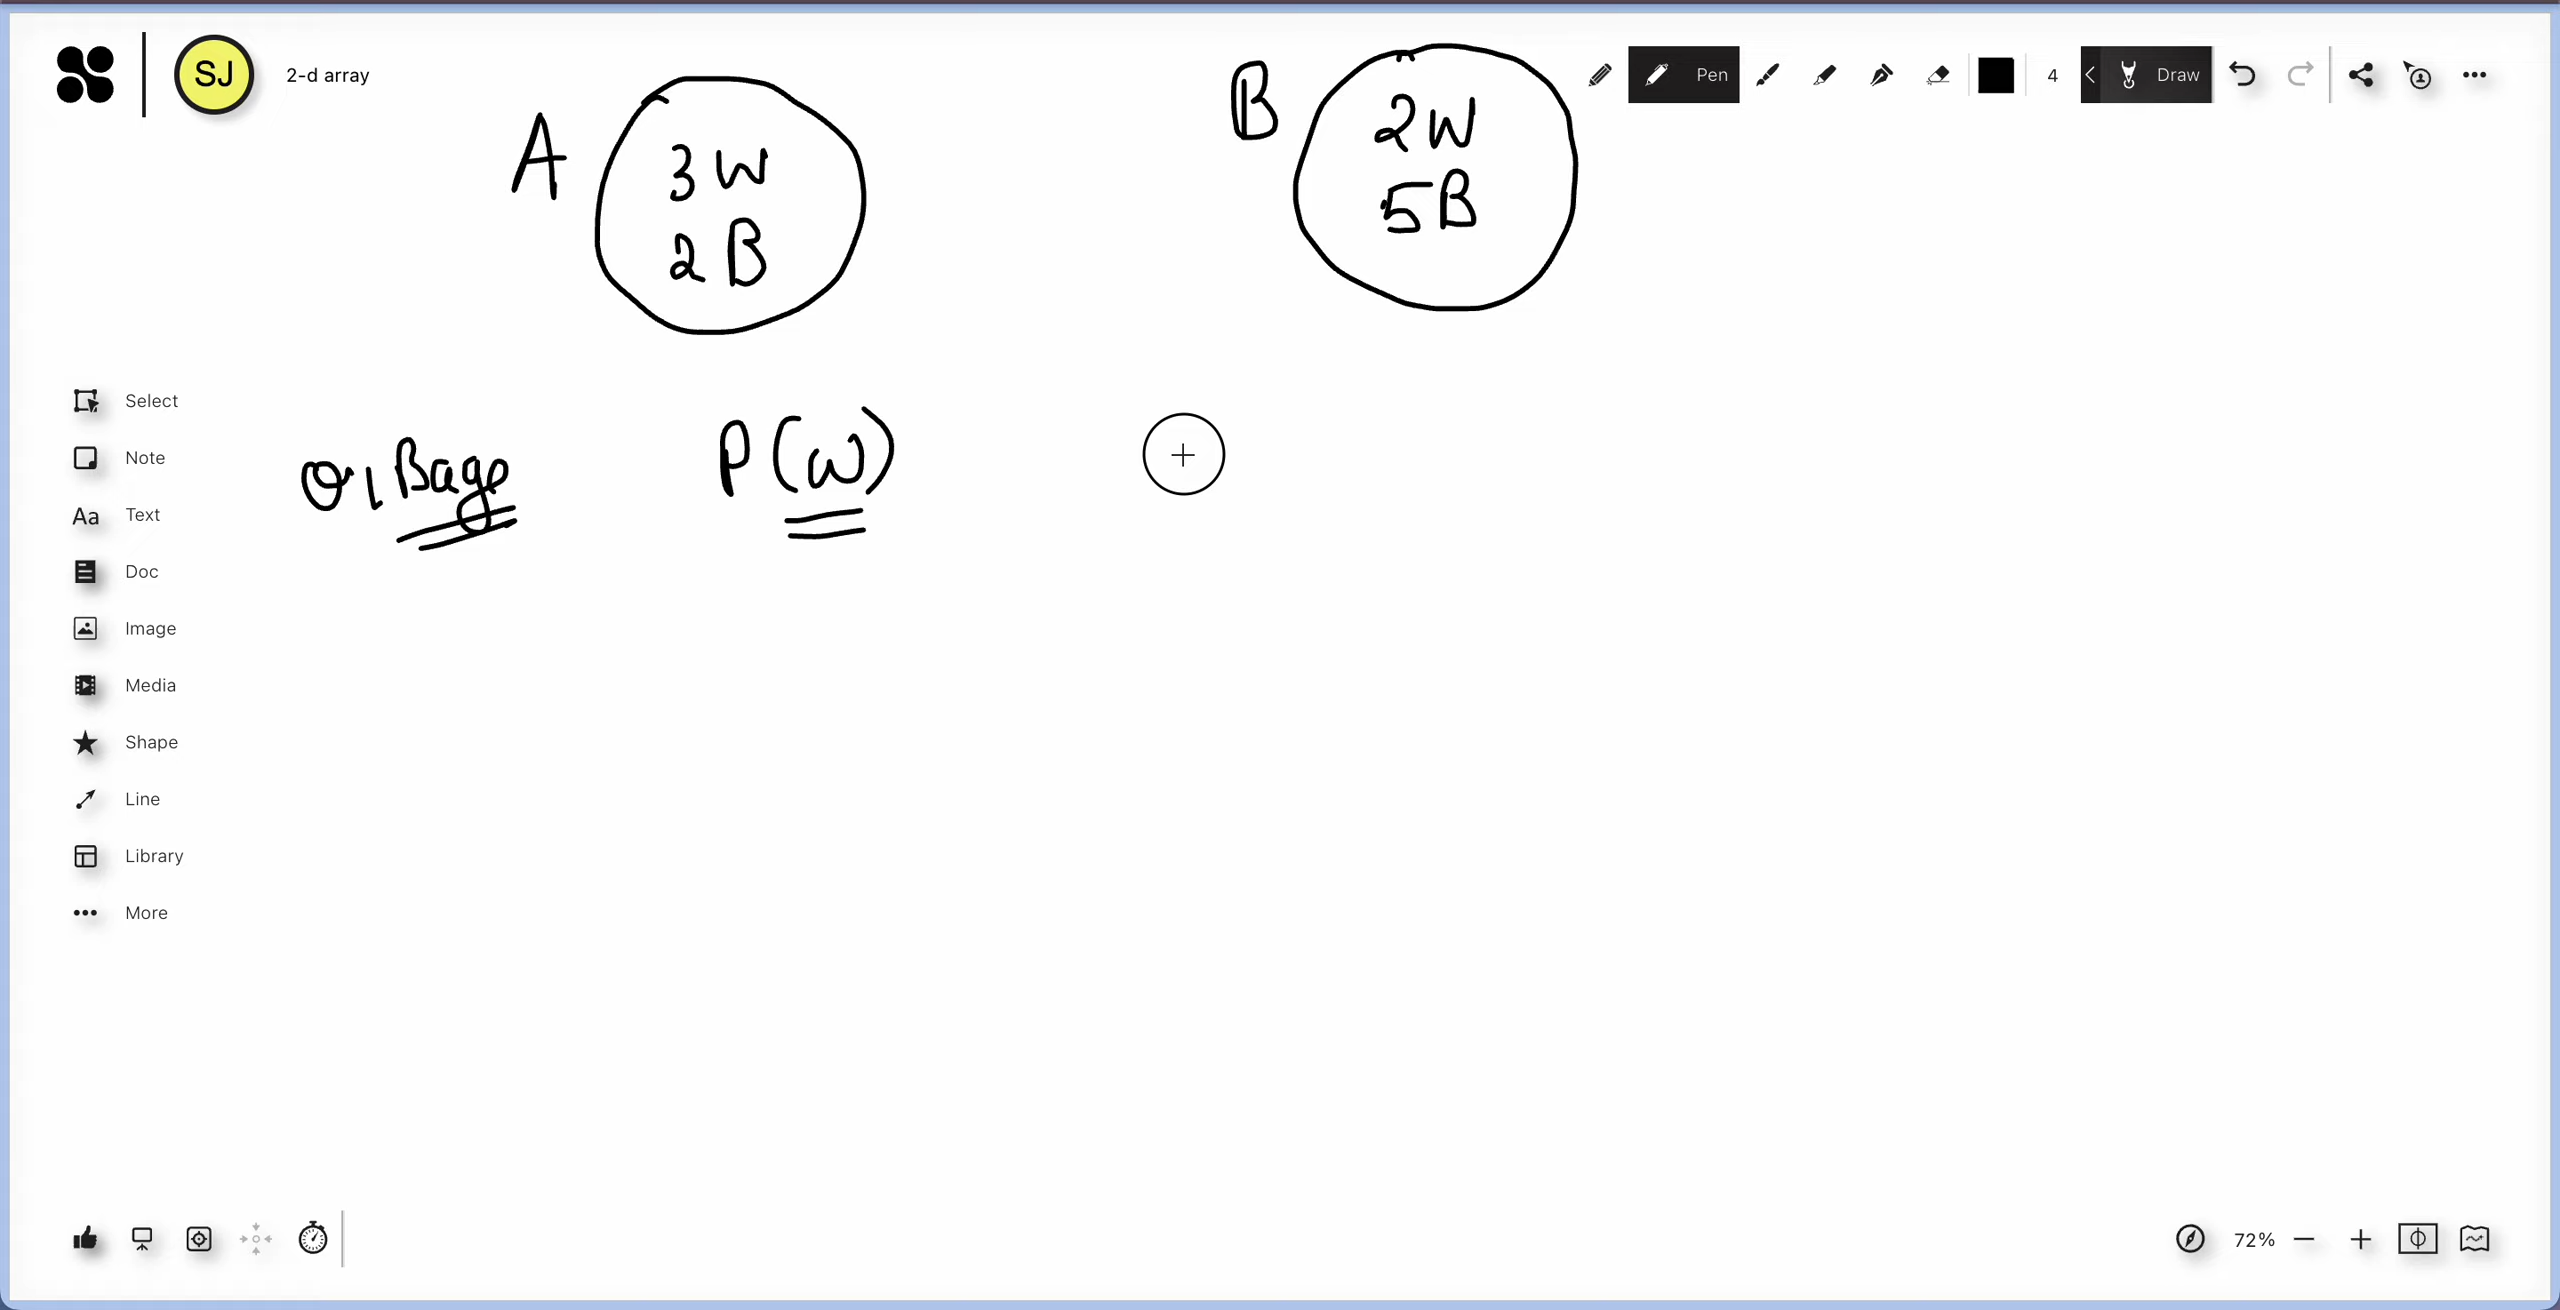 SJ
2-d array
Pen
4
Draw
A
3 W
2 B
B
2 W
5 B
Select
Note
Aa Text
Doc
Image
Media
Shape
Line
Library
More
P(W)
72%